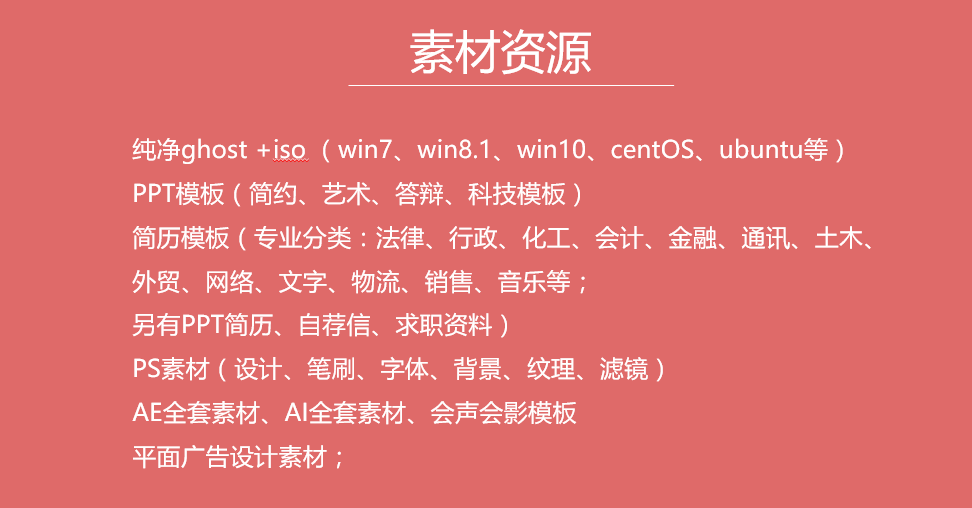 素材资源
纯净ghost +iso（win7、win8.1、win10、centOS、ubuntu等）
PPT模板（简约、艺术、答辩、科技模板）
简历模板（专业分类：法律、行政、化工、会计、金融、通讯、土木、
外贸、网络、文字、物流、销售、音乐等；
另有PPT简历、自荐信、求职资料）
PS素材（设计、笔刷、字体、背景、纹理、滤镜）
AE全套素材、AI全套素材、会声会影模板
平面广告设计素材；